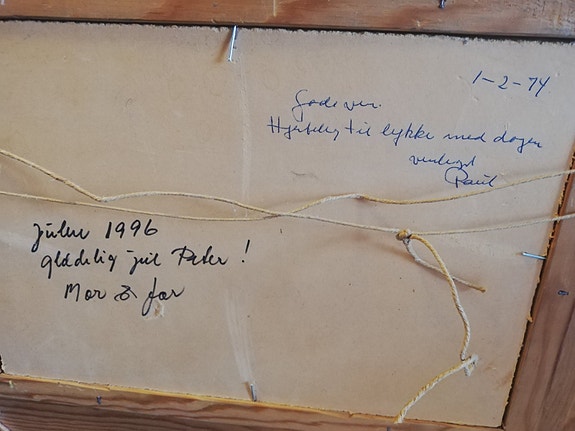 1-2-74
Gode ven.
Hjertelig til lykke med dagen
venligst
Paul
julen 1996
glædelig jul Peter !
Mor & far